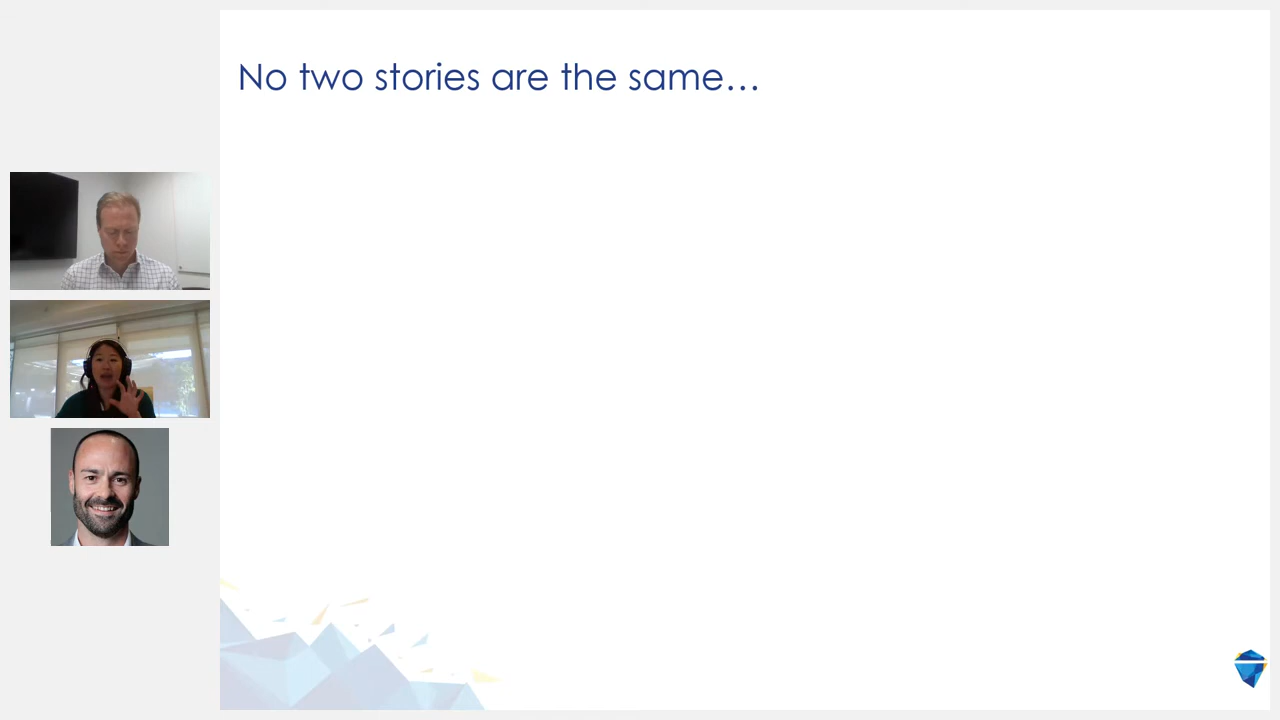 No two stories are the same…